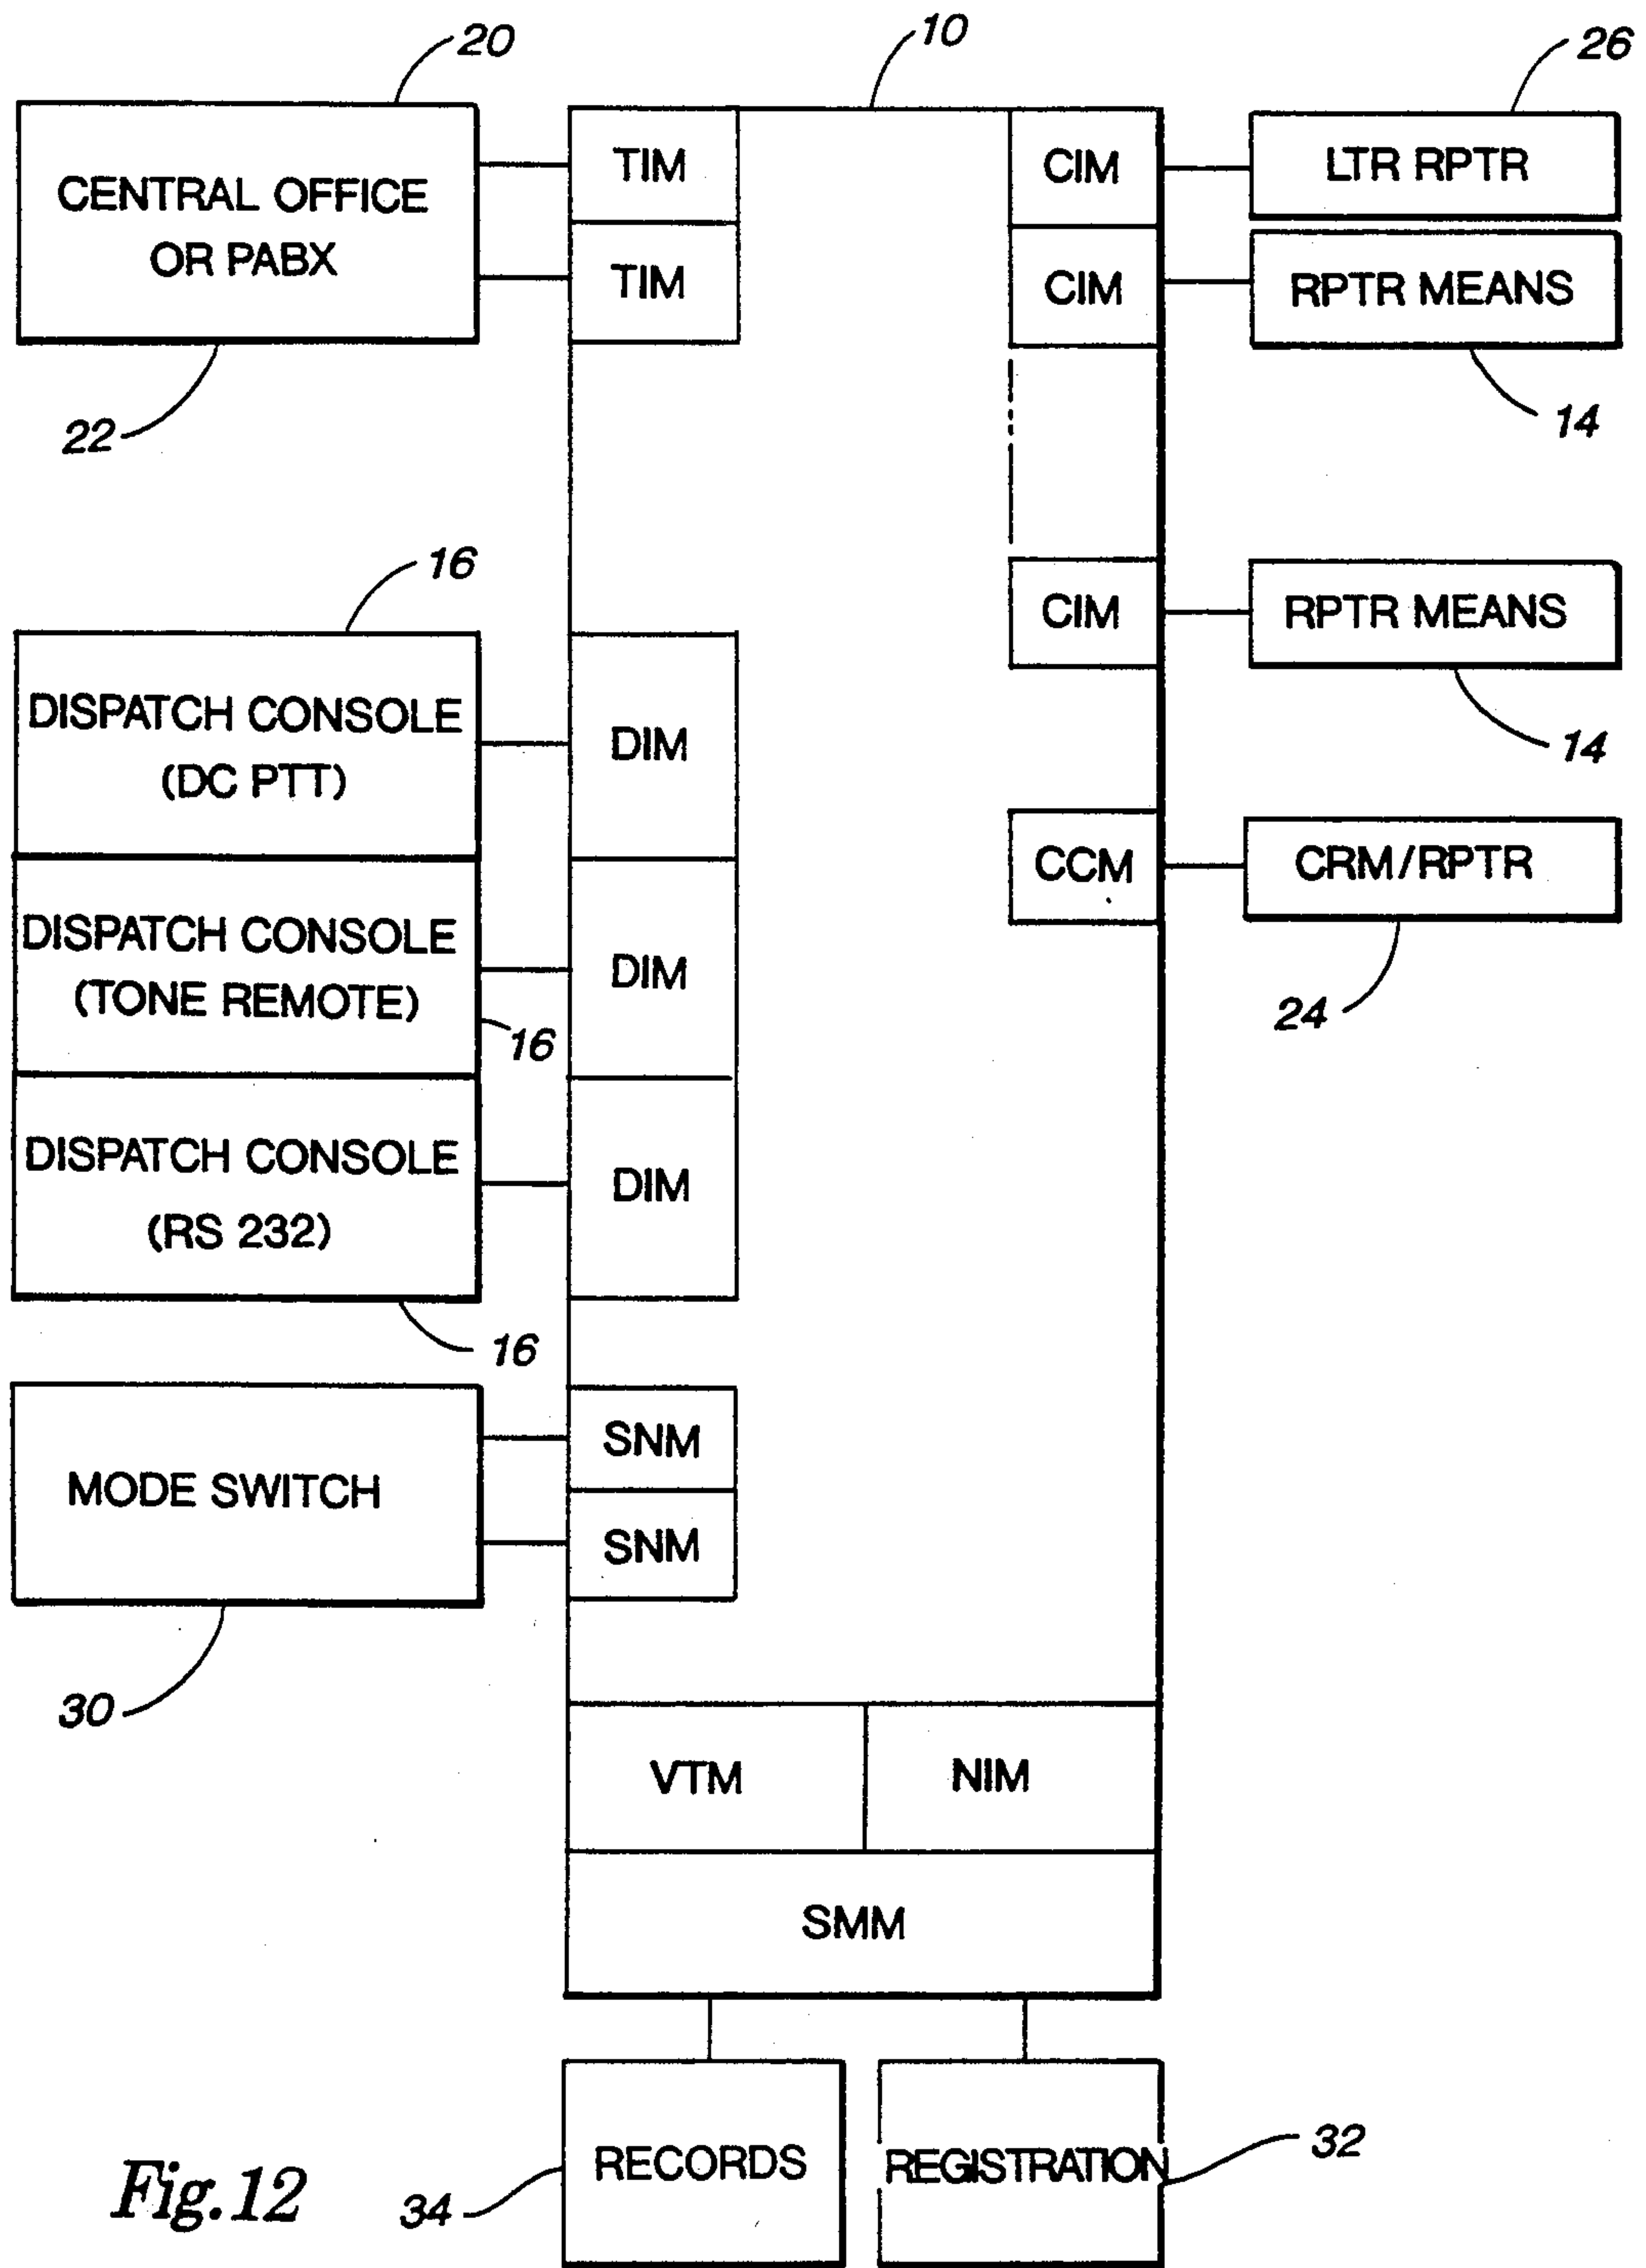 20
10
26
CENTRAL OFFICE
OR PABX
TIM
TIM
CIM
LTR RPTR
CIM
RPTR MEANS
22
14
16
CIM
RPTR MEANS
14
DISPATCH CONSOLE
(DC PTT)
DIM
CCM
CRM/RPTR
24
DISPATCH CONSOLE
(TONE REMOTE)
16
DIM
DISPATCH CONSOLE
(RS 232)
DIM
16
MODE SWITCH
SNM
SNM
30
VTM
NIM
SMM
RECORDS
34
REGISTRATION
32
Fig.12